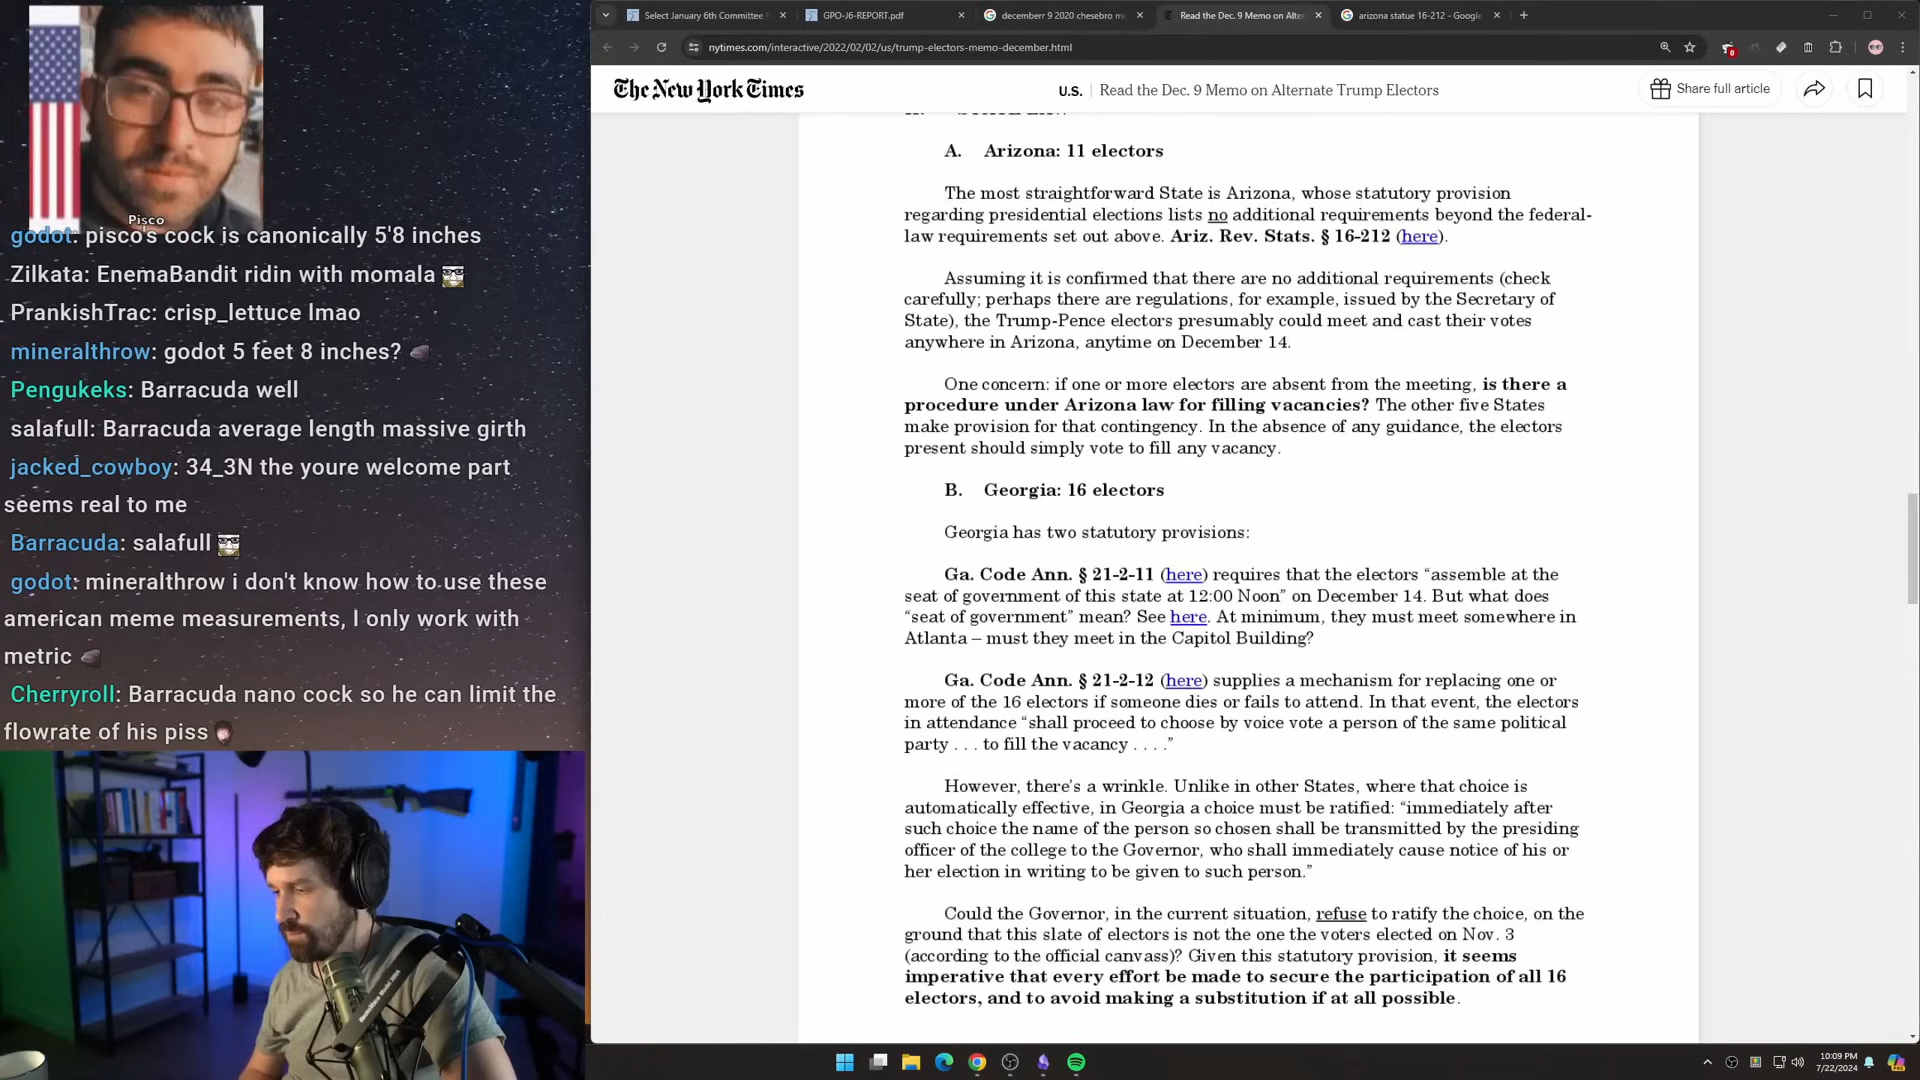 Pisco
godot: pisco's cock is canonically 5'8 inches
Zilkata: EnemaBandit ridin with momala
PrankishTrac: crisp_lettuce lmao
mineralthrow: godot 5 feet 8 inches?
Pengukeks: Barracuda well
salafull: Barracuda average length massive girth
jacked_cowboy: 34_3N the youre welcome part
seems real to me
Barracuda: salafull
godot: mineralthrow i don't know how to use these
american meme measurements, I only work with
metric
Cherryroll: Barracuda nano cock so he can limit the
flowrate of his piss
Select January 6th Committee
GPO-J6-REPORT.pdf
decemberr 9 2020 chesebro me
Read the Dec. 9 Memo on Alte
arizona statue 16-212 - Google
nytimes.com/interactive/2022/02/02/us/trump-electors-memo-december.html
The New York Times
U.S. | Read the Dec. 9 Memo on Alternate Trump Electors
Share full article
A. Arizona: 11 electors
The most straightforward State is Arizona, whose statutory provision
regarding presidential elections lists no additional requirements beyond the federal-
law requirements set out above. Ariz. Rev. Stats. § 16-212 (here).
Assuming it is confirmed that there are no additional requirements (check
carefully; perhaps there are regulations, for example, issued by the Secretary of
State), the Trump-Pence electors presumably could meet and cast their votes
anywhere in Arizona, anytime on December 14.
One concern: if one or more electors are absent from the meeting, is there a
procedure under Arizona law for filling vacancies? The other five States
make provision for that contingency. In the absence of any guidance, the electors
present should simply vote to fill any vacancy.
B. Georgia: 16 electors
Georgia has two statutory provisions:
Ga. Code Ann. § 21-2-11 (here) requires that the electors “assemble at the
seat of government of this state at 12:00 Noon” on December 14. But what does
“seat of government” mean? See here. At minimum, they must meet somewhere in
Atlanta – must they meet in the Capitol Building?
Ga. Code Ann. § 21-2-12 (here) supplies a mechanism for replacing one or
more of the 16 electors if someone dies or fails to attend. In that event, the electors
in attendance “shall proceed to choose by voice vote a person of the same political
party . . . to fill the vacancy . . . .”
However, there’s a wrinkle. Unlike in other States, where that choice is
automatically effective, in Georgia a choice must be ratified: “immediately after
such choice the name of the person so chosen shall be transmitted by the presiding
officer of the college to the Governor, who shall immediately cause notice of his or
her election in writing to be given to such person.”
Could the Governor, in the current situation, refuse to ratify the choice, on the
ground that this slate of electors is not the one the voters elected on Nov. 3
(according to the official canvass)? Given this statutory provision, it seems
imperative that every effort be made to secure the participation of all 16
electors, and to avoid making a substitution if at all possible.
10:09 PM
7/22/2024